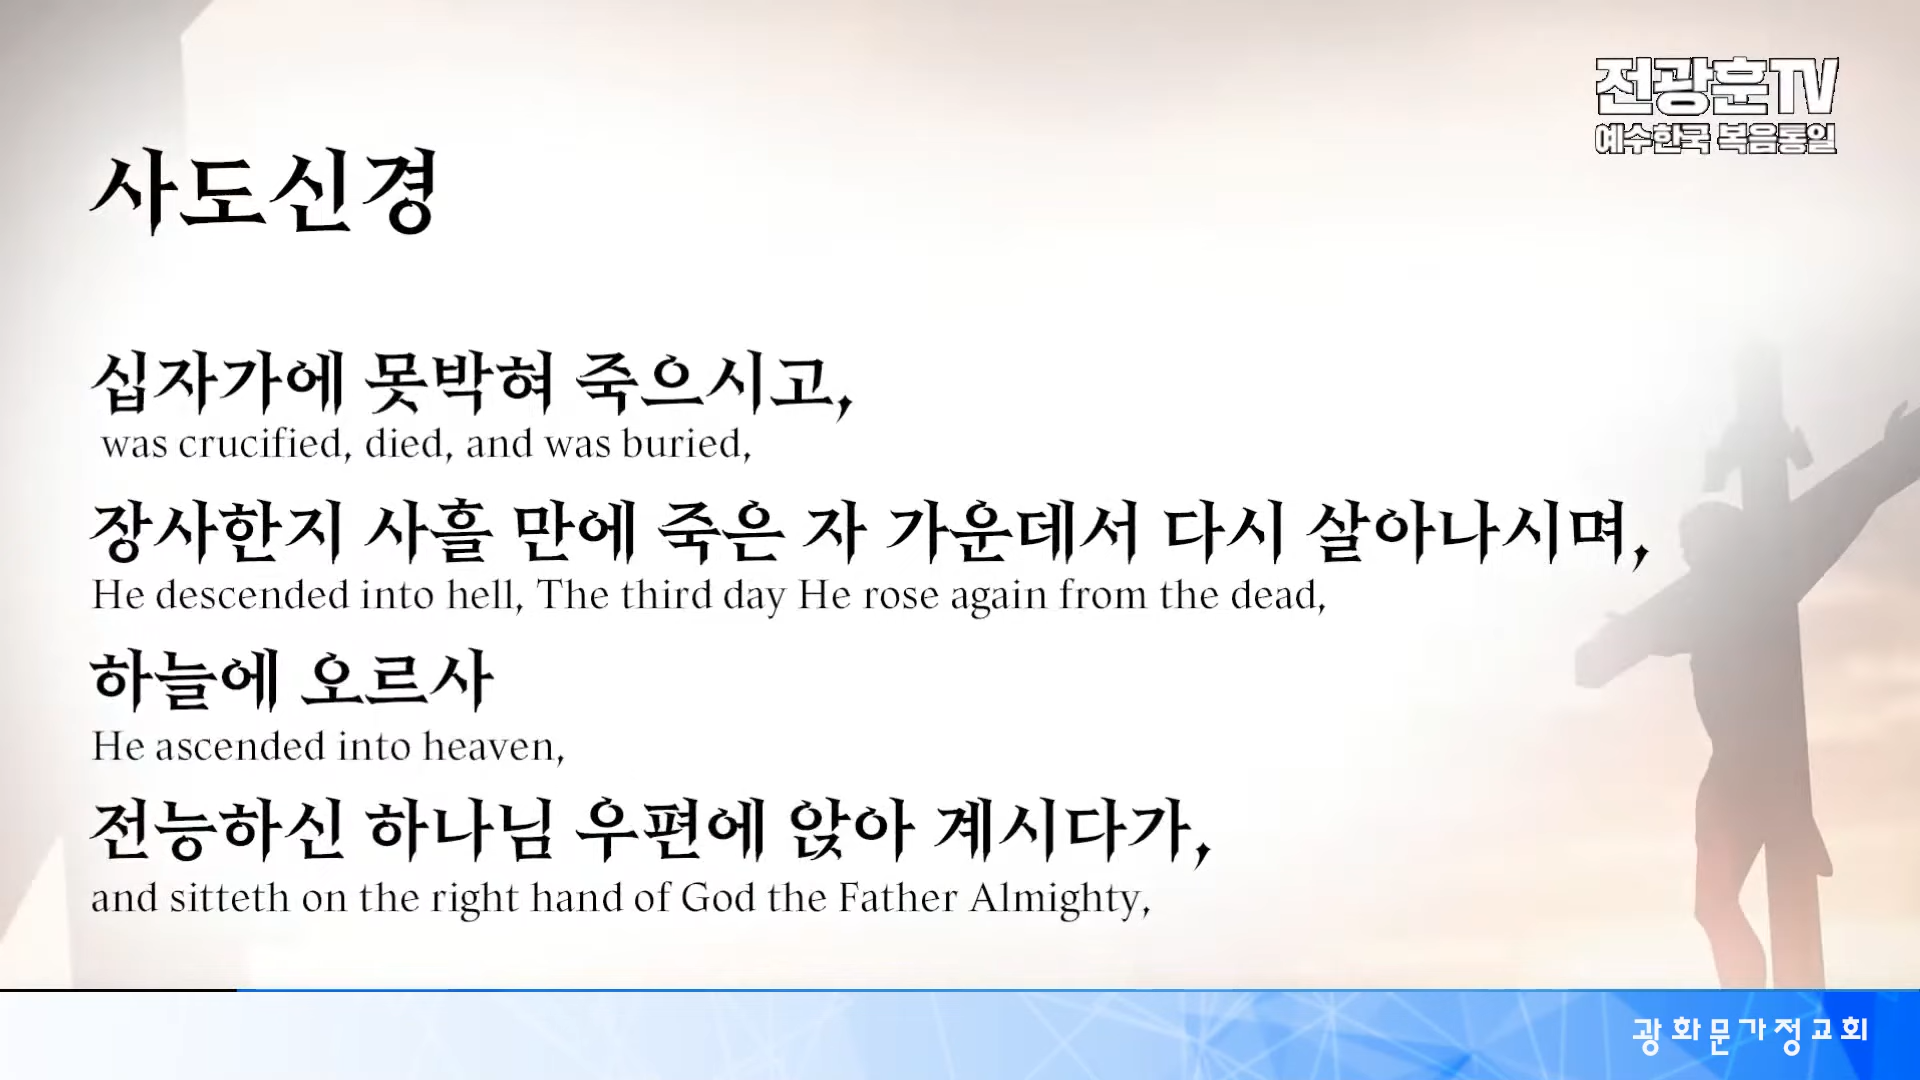 전광훈TV
예수한국 복음통일
사도신경
십자가에 못박혀 죽으시고,
was crucified, died, and was buried,
장사한지 사흘 만에 죽은 자 가운데서 다시 살아나시며,
He descended into hell, The third day He rose again from the dead,
하늘에 오르사
He ascended into heaven,
전능하신 하나님 우편에 앉아 계시다가,
and sitteth on the right hand of God the Father Almighty,
광화문가정교회